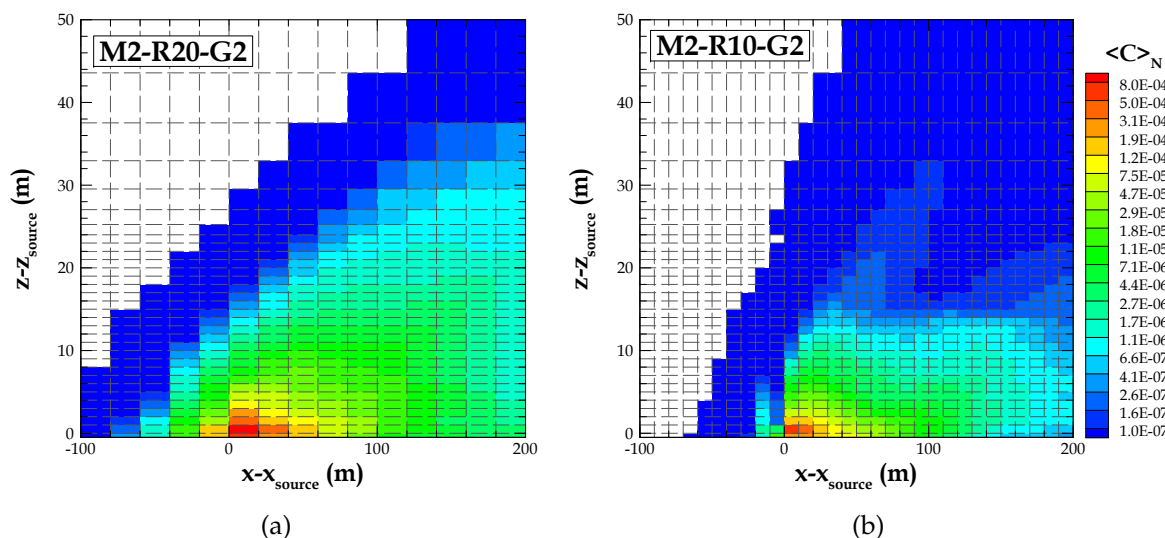 M2-R20-G2
50
40
30
20
10
0
z-z_source (m)
-100 0 100 200
x-x_source (m)
(a)
M2-R10-G2
50
40
30
20
10
0
z-z_source (m)
-100 0 100 200
x-x_source (m)
(b)
<C>_N
8.0E-04
5.0E-04
3.1E-04
1.9E-04
1.2E-04
7.5E-05
4.7E-05
2.9E-05
1.8E-05
1.1E-05
7.1E-06
4.4E-06
2.7E-06
1.7E-06
1.1E-06
6.6E-07
4.1E-07
2.6E-07
1.6E-07
1.0E-07